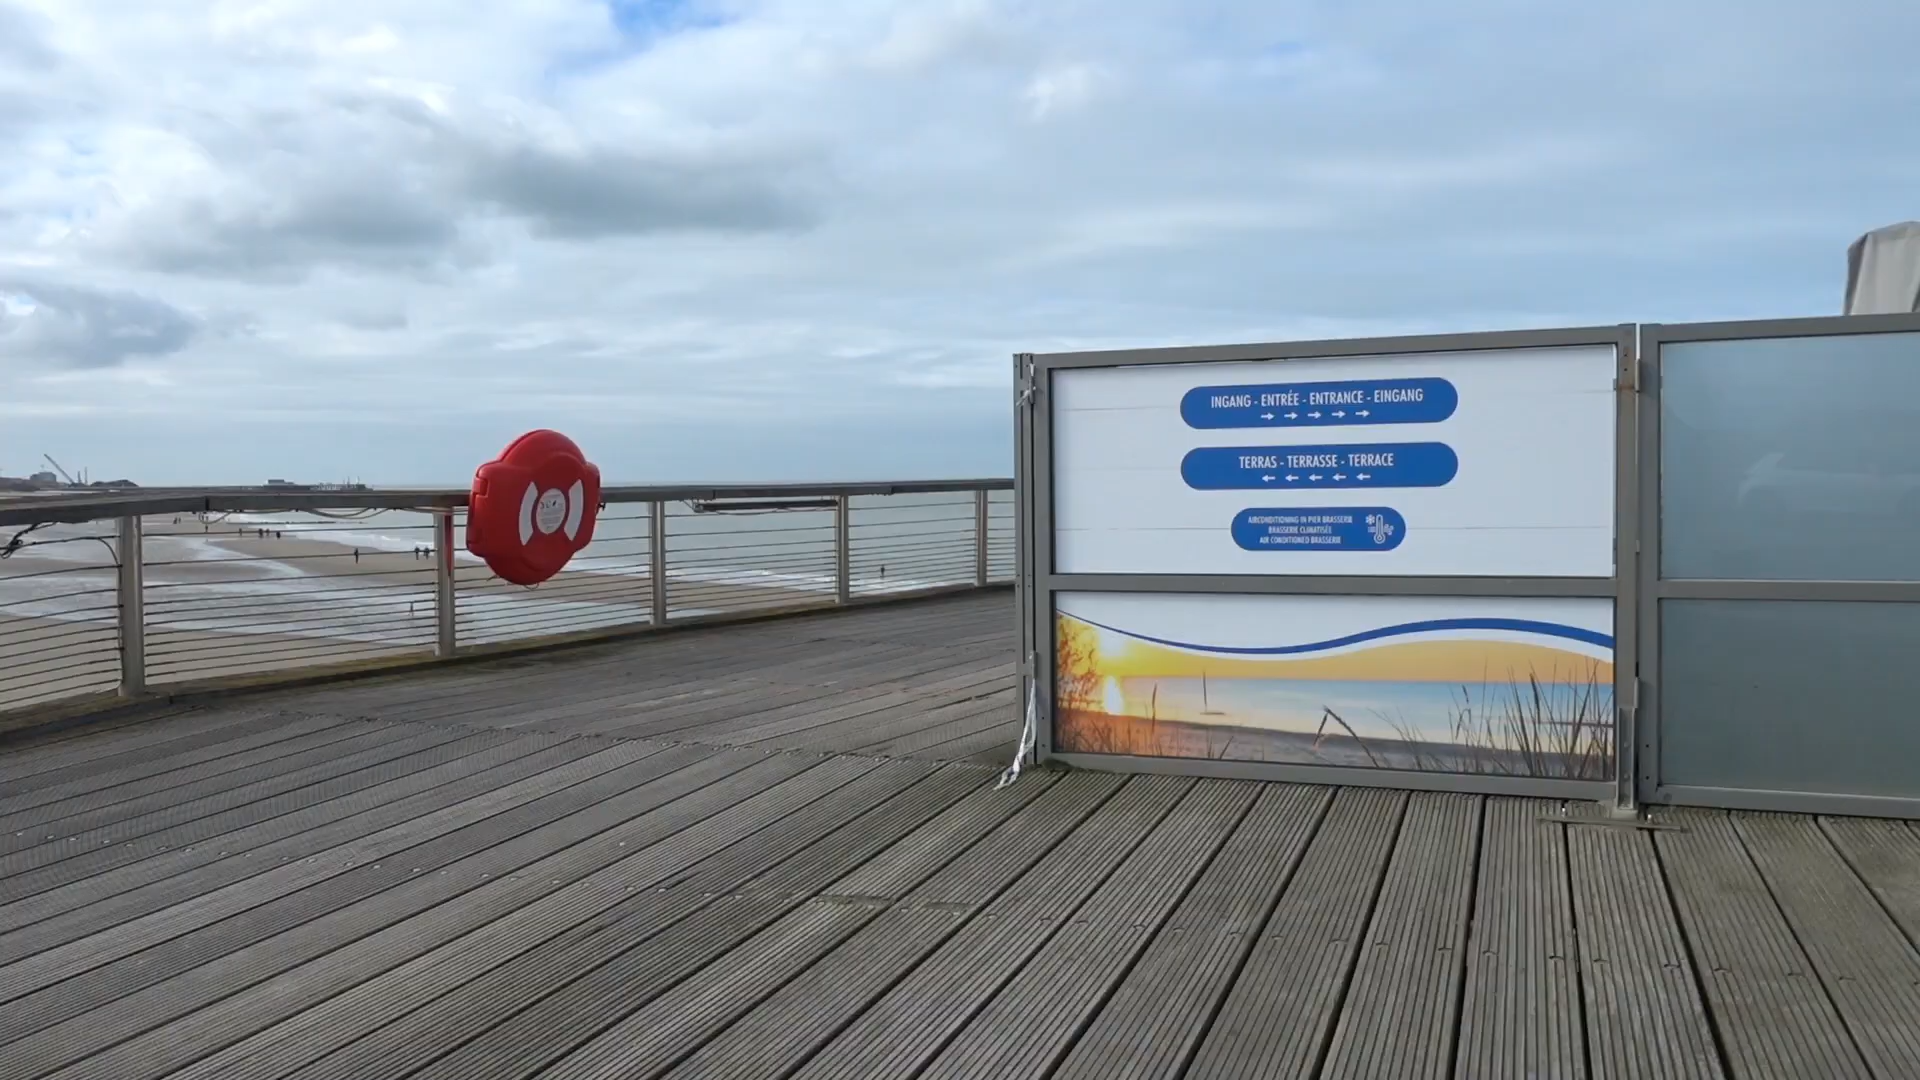 INGANG - ENTRÉE - ENTRANCE - EINGANG
TERRAS - TERRASSE - TERRACE
AIRCONDITIONING IN PIER BRASSERIE
BRASSERIE CLIMATISÉE
AIR CONDITIONED BRASSERIE